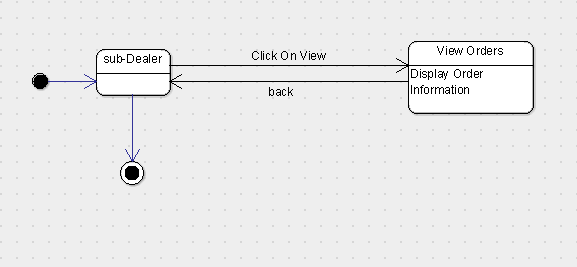 sub-Dealer
Click On View
View Orders
Display Order
Information
back